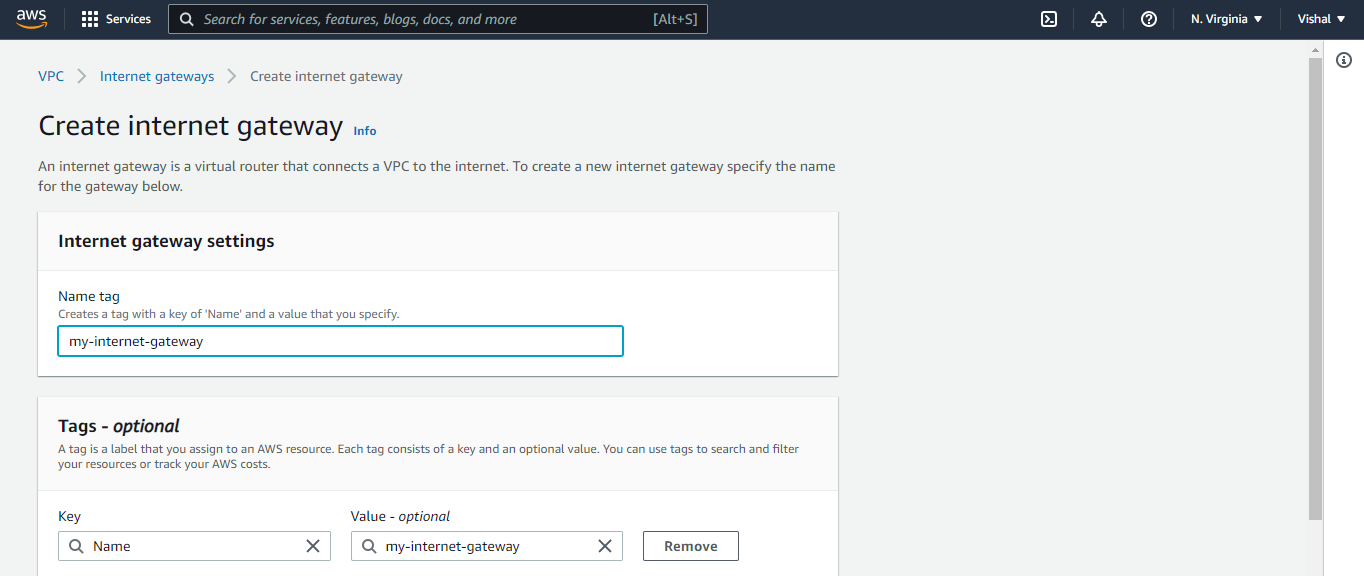 aws Services Search for services, features, blogs, docs, and more [Alt+S] N. Virginia Vishal
VPC Internet gateways Create internet gateway
Create internet gateway Info
An internet gateway is a virtual router that connects a VPC to the internet. To create a new internet gateway specify the name
for the gateway below.
Internet gateway settings
Name tag
Creates a tag with a key of 'Name' and a value that you specify.
my-internet-gateway
Tags - optional
A tag is a label that you assign to an AWS resource. Each tag consists of a key and an optional value. You can use tags to search and filter
your resources or track your AWS costs.
Key Value - optional
Name my-internet-gateway Remove